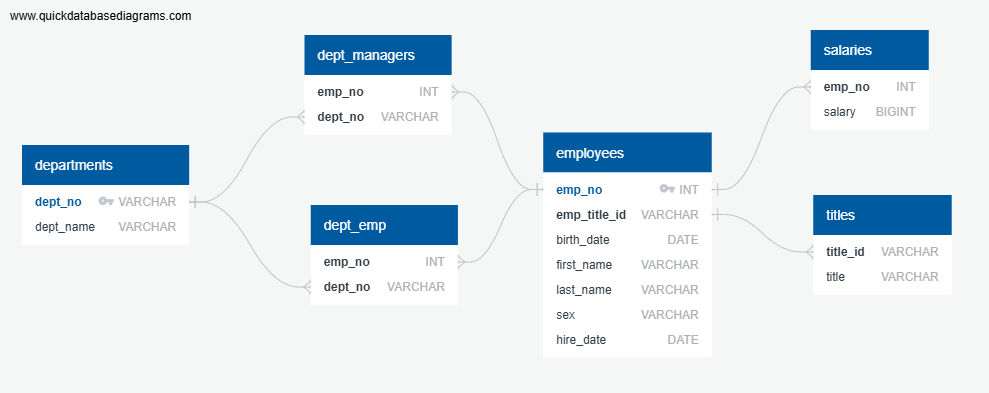 www.quickdatabasediagrams.com
departments
dept_no VARCHAR
dept_name VARCHAR
dept_managers
emp_no INT
dept_no VARCHAR
dept_emp
emp_no INT
dept_no VARCHAR
employees
emp_no INT
emp_title_id VARCHAR
birth_date DATE
first_name VARCHAR
last_name VARCHAR
sex VARCHAR
hire_date DATE
salaries
emp_no INT
salary BIGINT
titles
title_id VARCHAR
title VARCHAR